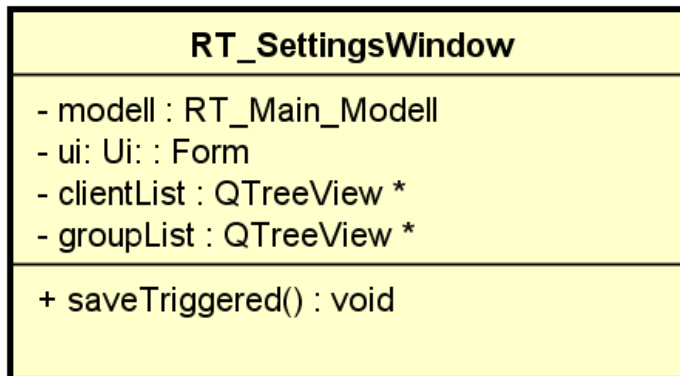 RT_SettingsWindow
- modell : RT_Main_Modell
- ui: Ui: : Form
- clientList : QTreeView *
- groupList : QTreeView *
+ saveTriggered() : void